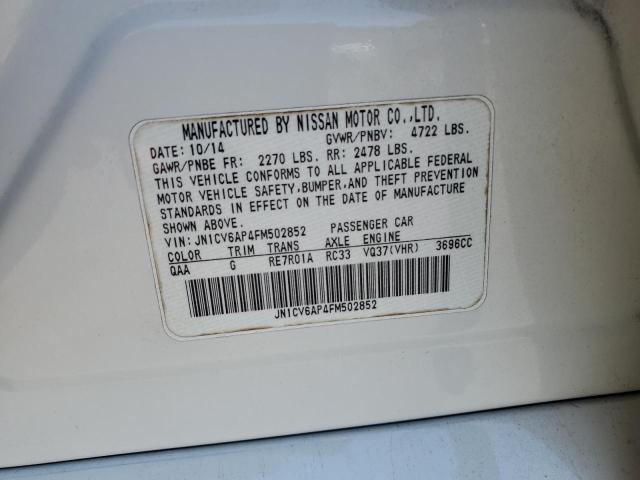 MANUFACTURED BY NISSAN MOTOR CO.,LTD.
DATE: 10/14 GVWR/PNBV: 4722 LBS.
GAWR/PNBE FR: 2270 LBS. RR: 2478 LBS.
THIS VEHICLE CONFORMS TO ALL APPLICABLE FEDERAL
MOTOR VEHICLE SAFETY,BUMPER,AND THEFT PREVENTION
STANDARDS IN EFFECT ON THE DATE OF MANUFACTURE
SHOWN ABOVE.
VIN: JN1CV6AP4FM502852 PASSENGER CAR
COLOR TRIM TRANS AXLE ENGINE
QAA G RE7R01A RC33 VQ37(VHR) 3696CC
JN1CV6AP4FM502852